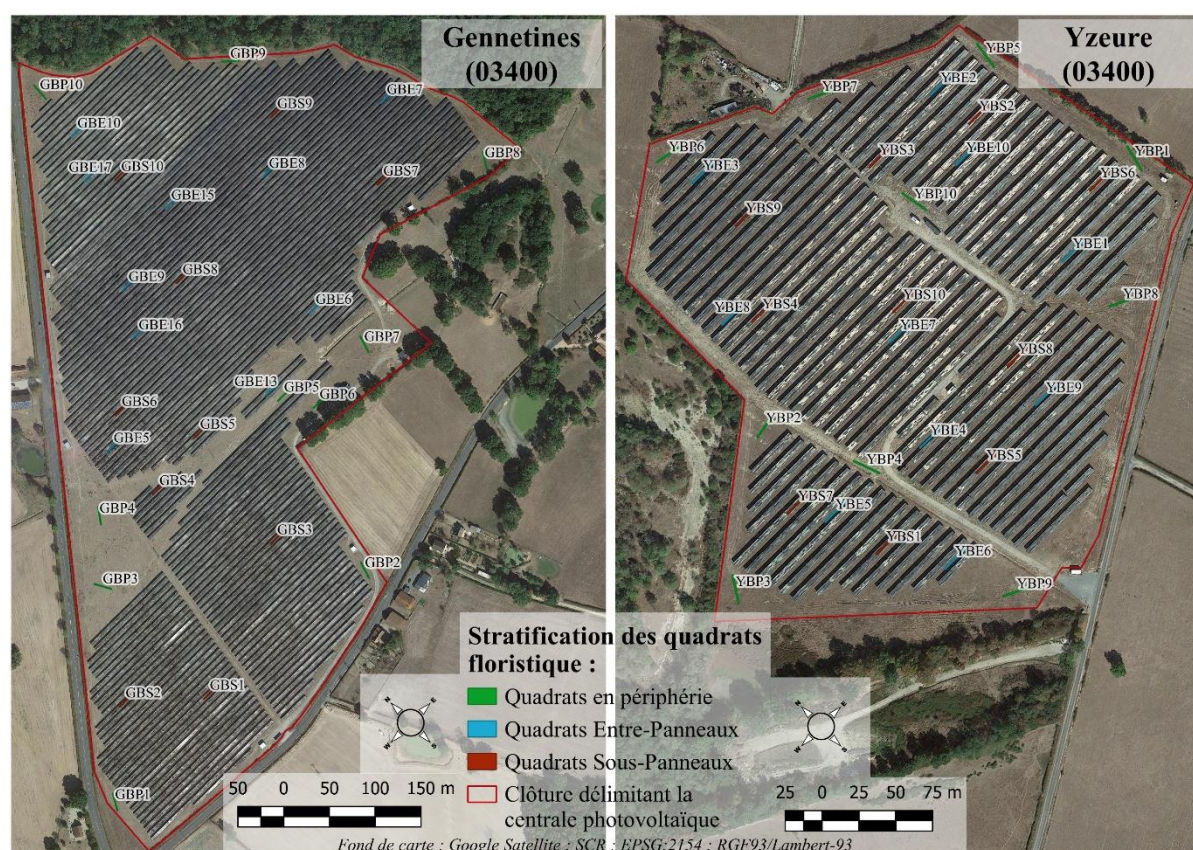 Gennetines
(03400)
GBP9
GBP10
GBE7
GBS9
GBE10
GBP8
GBE17
GBS10
GBE8
GBS7
GBE15
GBE9
GBS8
GBE6
GBE16
GBP7
GBE13
GBP5
GBP6
GBS6
GBS5
GBE5
GBS4
GBP4
GBS3
GBP2
GBP3
GBS2
GBS1
GBP1
50 0 50 100 150 m
Yzeure
(03400)
YBP5
YBP7
YBE2
YBS2
YBP6
YBE3
YBS3
YBE10
YBP1
YBS6
YBP10
YBS9
YBE1
YBP8
YBE8
YBS4
YBS10
YBE7
YBS8
YBE9
YBP2
YBE4
YBP4
YBS5
YBS7
YBE5
YBS1
YBE6
YBP3
YBP9
Stratification des quadrats
floristique :
Quadrats en périphérie
Quadrats Entre-Panneaux
Quadrats Sous-Panneaux
Clôture délimitant la
centrale photovoltaïque
N
E
W
S
N
E
W
S
25 0 25 50 75 m
Fond de carte : Google Satellite ; SCR : EPSG:2154 ; RGF93/Lambert-93